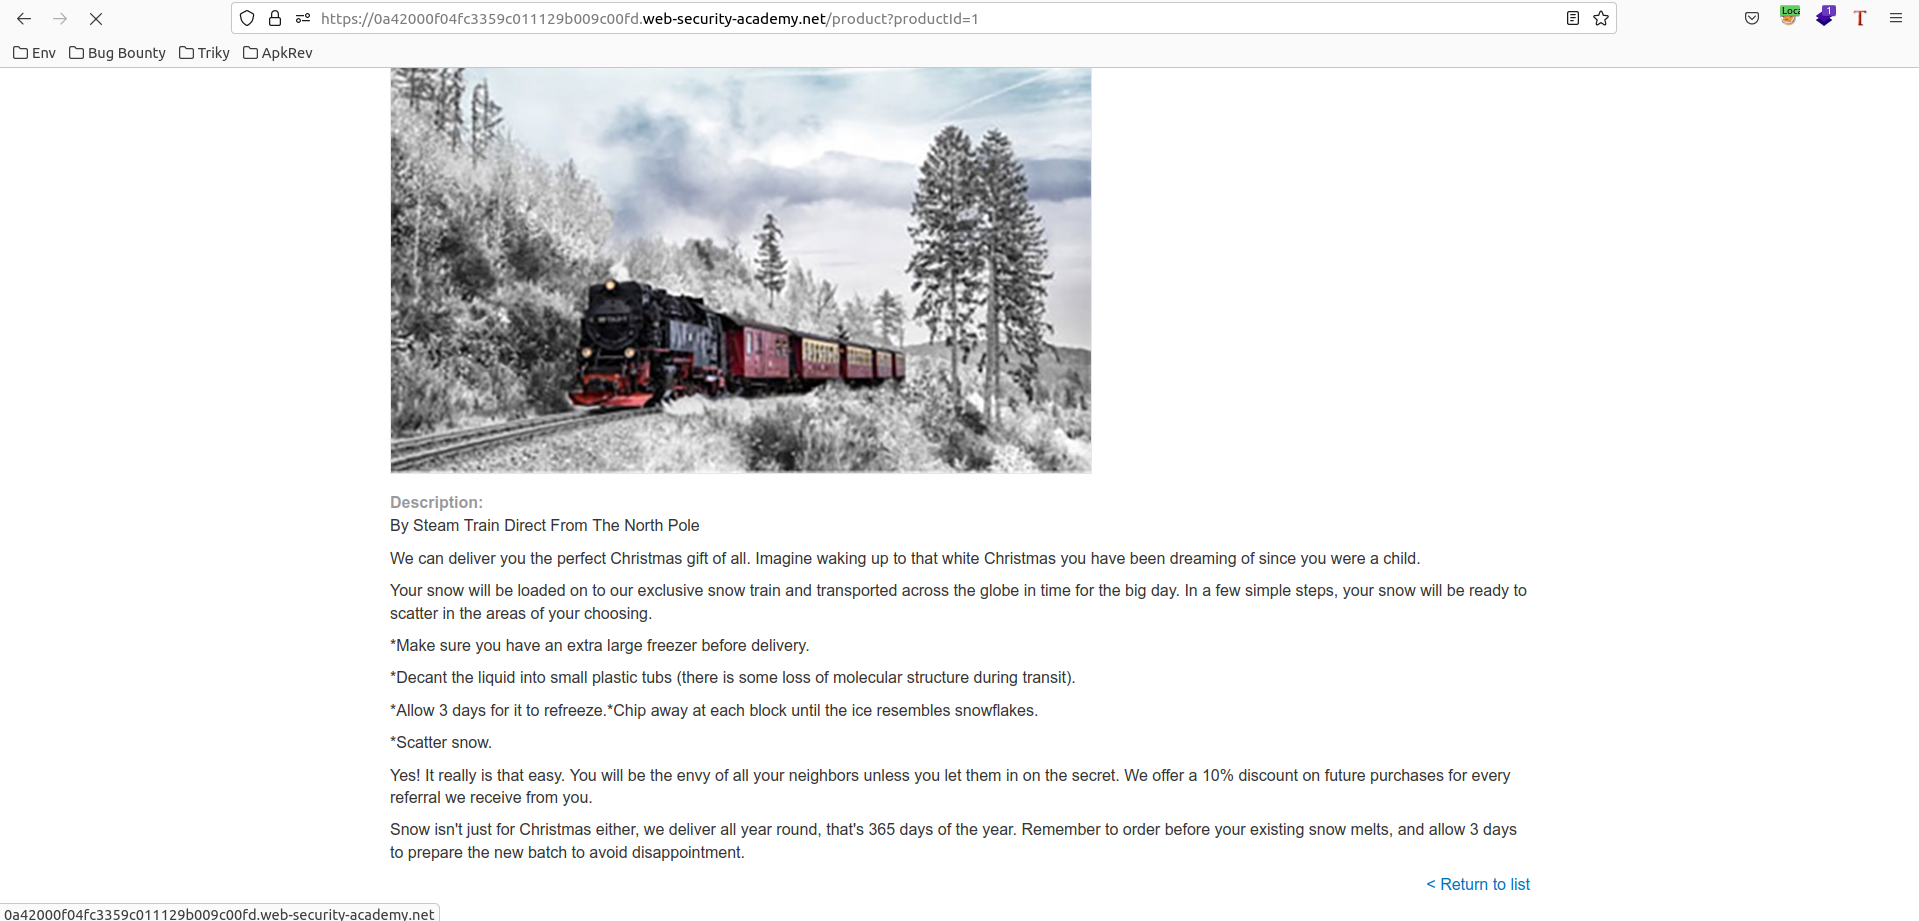 https://0a42000f04fc3359c011129b009c00fd.web-security-academy.net/product?productId=1
Loca
1
T
Env
Bug Bounty
Triky
ApkRev
Description:
By Steam Train Direct From The North Pole
We can deliver you the perfect Christmas gift of all. Imagine waking up to that white Christmas you have been dreaming of since you were a child.
Your snow will be loaded on to our exclusive snow train and transported across the globe in time for the big day. In a few simple steps, your snow will be ready to
scatter in the areas of your choosing.
*Make sure you have an extra large freezer before delivery.
*Decant the liquid into small plastic tubs (there is some loss of molecular structure during transit).
*Allow 3 days for it to refreeze.*Chip away at each block until the ice resembles snowflakes.
*Scatter snow.
Yes! It really is that easy. You will be the envy of all your neighbors unless you let them in on the secret. We offer a 10% discount on future purchases for every
referral we receive from you.
Snow isn't just for Christmas either, we deliver all year round, that's 365 days of the year. Remember to order before your existing snow melts, and allow 3 days
to prepare the new batch to avoid disappointment.
< Return to list
0a42000f04fc3359c011129b009c00fd.web-security-academy.net